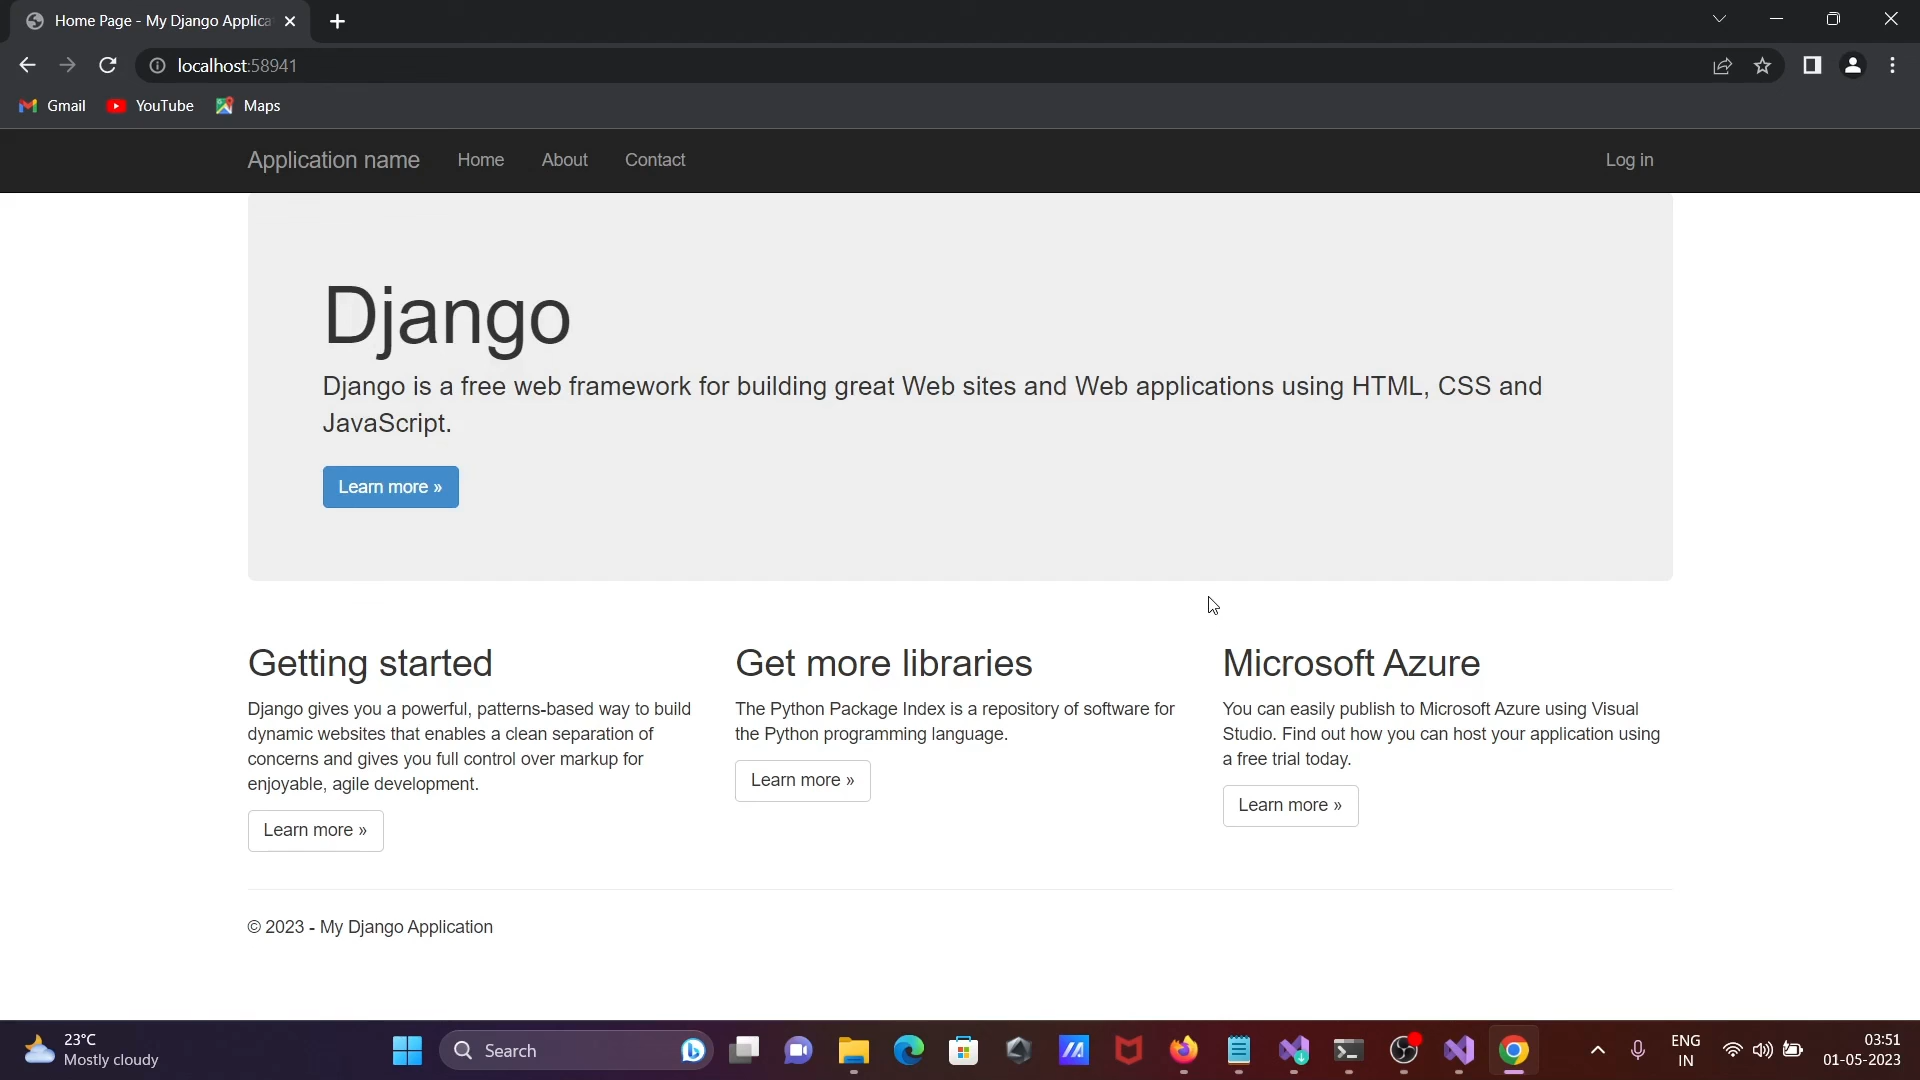 Home Page - My Django Applica
localhost:58941
Gmail YouTube Maps
Application name Home About Contact Log in
Django
Django is a free web framework for building great Web sites and Web applications using HTML, CSS and
JavaScript.
Learn more »
Getting started
Django gives you a powerful, patterns-based way to build
dynamic websites that enables a clean separation of
concerns and gives you full control over markup for
enjoyable, agile development.
Learn more »
Get more libraries
The Python Package Index is a repository of software for
the Python programming language.
Learn more »
Microsoft Azure
You can easily publish to Microsoft Azure using Visual
Studio. Find out how you can host your application using
a free trial today.
Learn more »
© 2023 - My Django Application
23°C
Mostly cloudy
Search
ENG
IN
03:51
01-05-2023